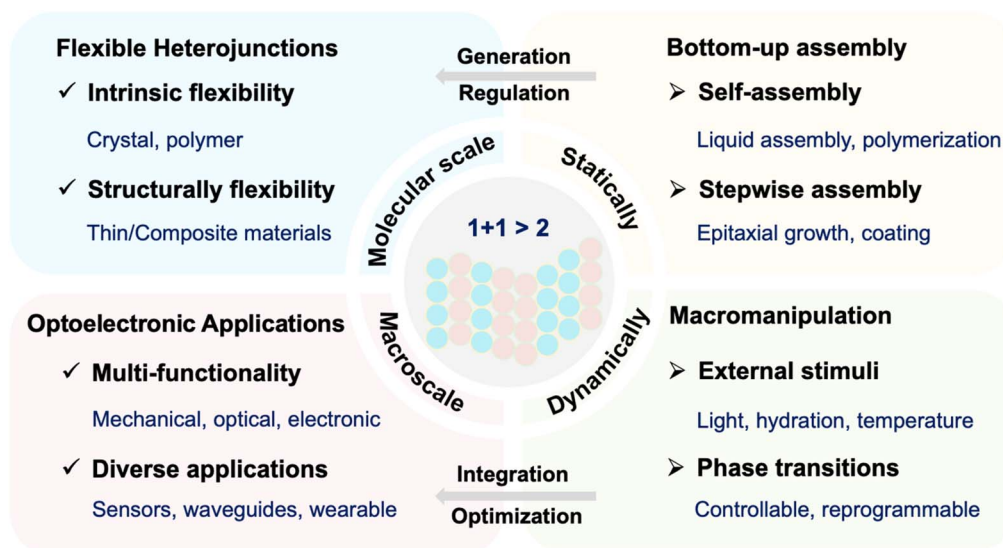 Flexible Heterojunctions
✓ Intrinsic flexibility
Crystal, polymer
✓ Structurally flexibility
Thin/Composite materials
Generation
Regulation
Bottom-up assembly
➢ Self-assembly
Liquid assembly, polymerization
➢ Stepwise assembly
Epitaxial growth, coating
Molecular scale
Statically
1+1 > 2
Macroscale
Dynamically
Optoelectronic Applications
✓ Multi-functionality
Mechanical, optical, electronic
✓ Diverse applications
Sensors, waveguides, wearable
Integration
Optimization
Macromanipulation
➢ External stimuli
Light, hydration, temperature
➢ Phase transitions
Controllable, reprogrammable